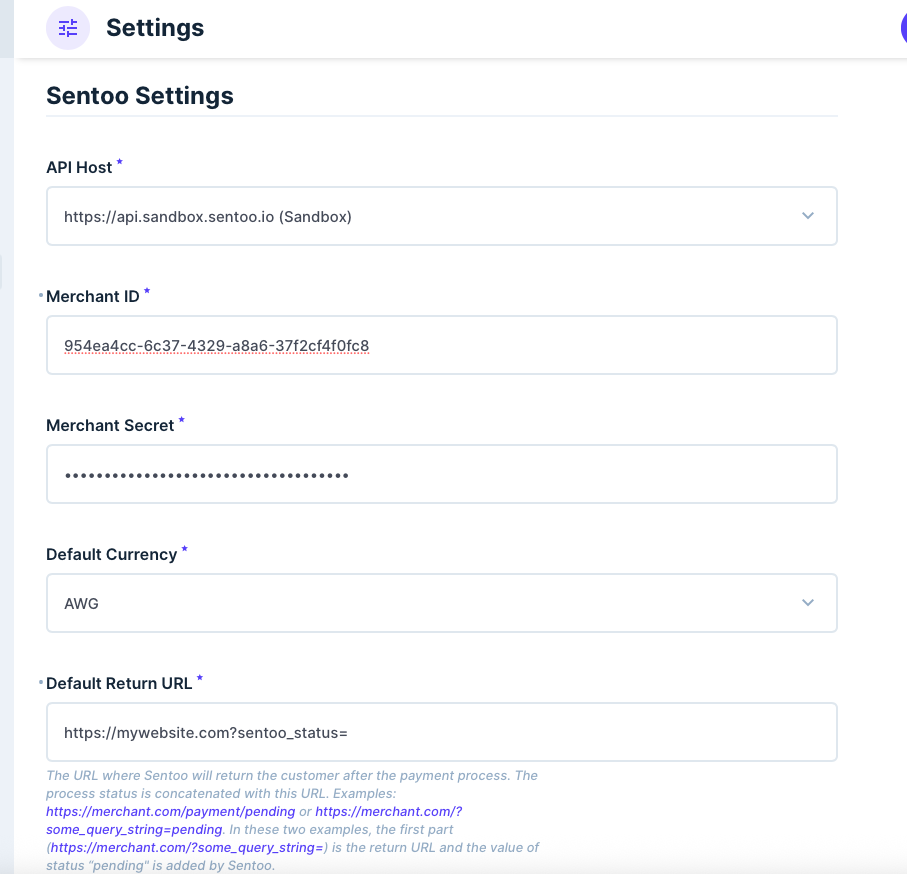 Settings
Sentoo Settings
API Host *
https://api.sandbox.sentoo.io (Sandbox)
Merchant ID *
954ea4cc-6c37-4329-a8a6-37f2cf4f0fc8
Merchant Secret *
••••••••••••••••••••••••••••••••••••
Default Currency *
AWG
Default Return URL *
https://mywebsite.com?sentoo_status=
The URL where Sentoo will return the customer after the payment process. The
process status is concatenated with this URL. Examples:
https://merchant.com/payment/pending or https://merchant.com/?
some_query_string=pending. In these two examples, the first part
(https://merchant.com/?some_query_string=) is the return URL and the value of
status "pending" is added by Sentoo.